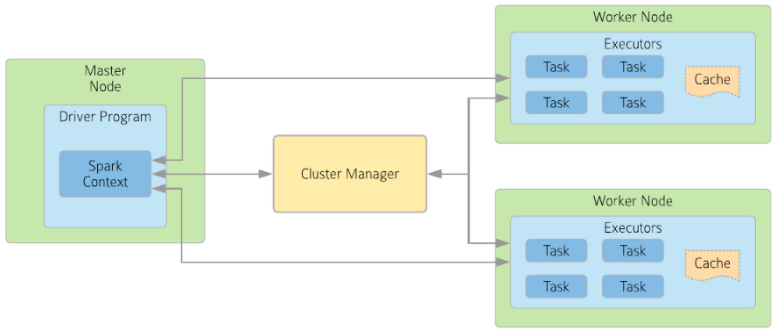 Master
Node
Driver Program
Spark
Context
Cluster Manager
Worker Node
Executors
Task
Task
Task
Task
Cache
Worker Node
Executors
Task
Task
Task
Task
Cache